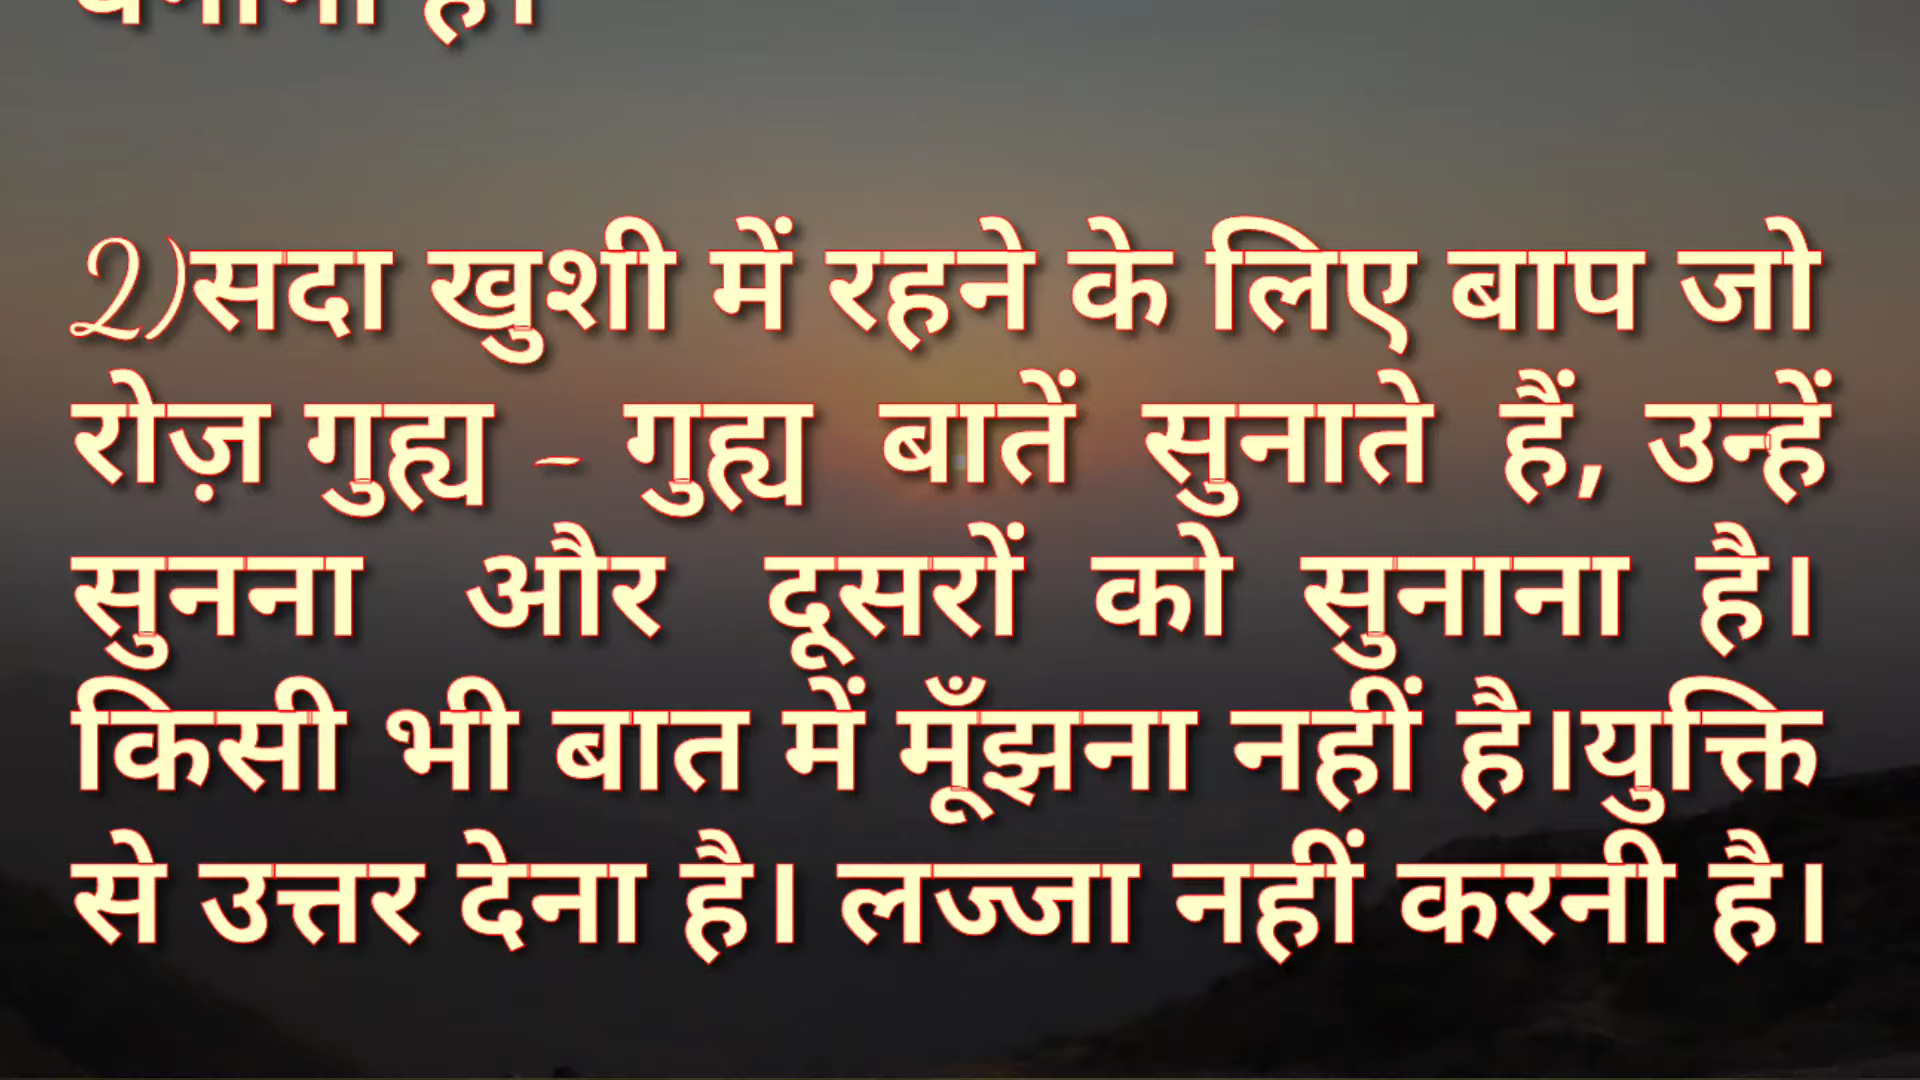 है।
2)सदा खुशी में रहने के लिए बाप जो
रोज़ गुह्य - गुह्य बातें सुनाते हैं, उन्हें
सुनना और दूसरों को सुनाना है।
किसी भी बात में मूँझना नहीं है।युक्ति
से उत्तर देना है। लज्जा नहीं करनी है।